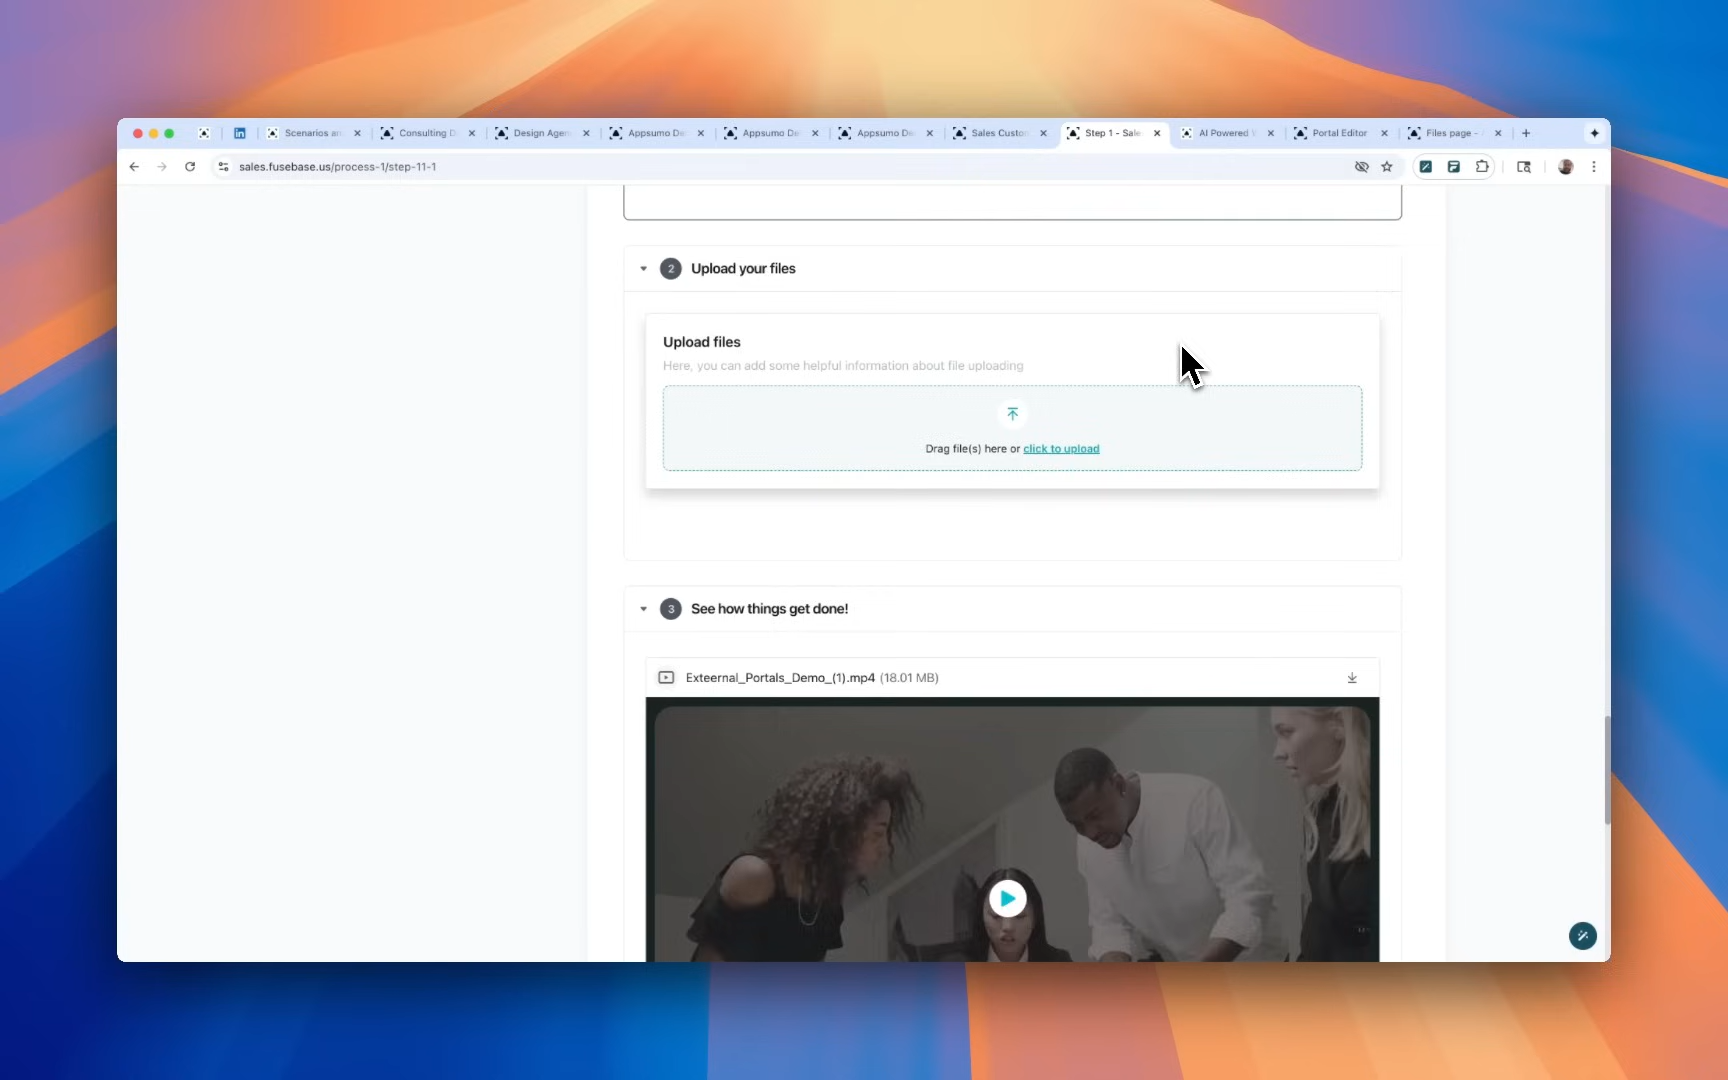 Scenarios an
Consulting D
Design Agen
Appsumo De
Appsumo De
Appsumo De
Sales Custon
Step 1 - Sale
AI Powered
Portal Editor
Files page -
sales.fusebase.us/process-1/step-11-1
2 Upload your files
Upload files
Here, you can add some helpful information about file uploading
Drag file(s) here or click to upload
3 See how things get done!
Exteernal_Portals_Demo_(1).mp4 (18.01 MB)